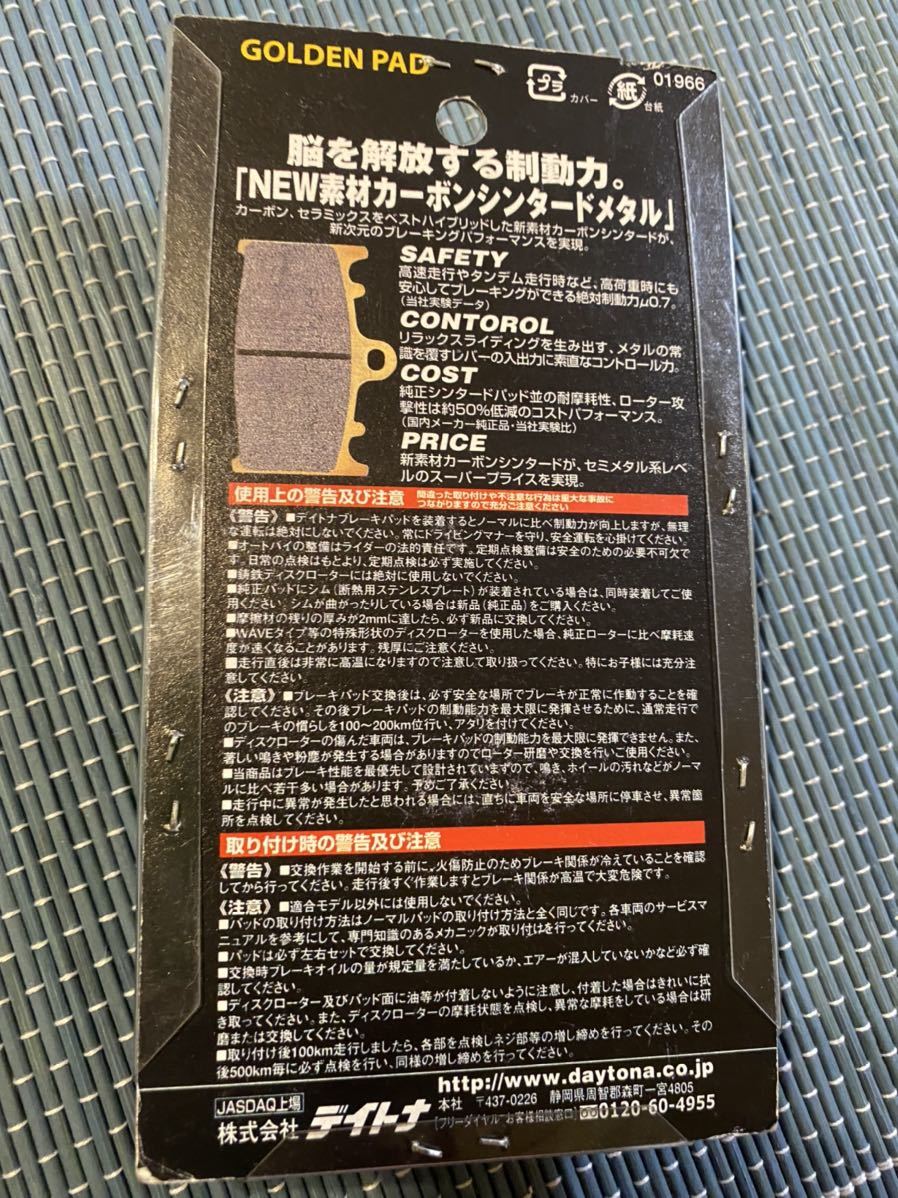 GOLDEN PAD
プラ
カバー
紙
台紙
01966
脳を解放する制動力。
「NEW素材カーボンシンタードメタル」
カーボン、セラミックスをベストハイブリッドした新素材カーボンシンタードが、
新次元のブレーキングパフォーマンスを実現。
SAFETY
高速走行やタンデム走行時など、高荷重時にも
安心してブレーキングができる絶対制動力μ0.7。
（当社実験データ）
CONTOROL
リラックスライディングを生み出す、メタルの常
識を覆すレバーの入出力に素直なコントロール力。
COST
純正シンタードパッド並の耐摩耗性、ローター攻
撃性は約50%低減のコストパフォーマンス。
（国内メーカー純正品・当社実験比）
PRICE
新素材カーボンシンタードが、セミメタル系レベ
ルのスーパープライスを実現。
使用上の警告及び注意
間違った取り付けや不注意な行為は重大な事故に
つながりますので充分ご注意ください
《警告》■デイトナブレーキパッドを装着するとノーマルに比べ制動力が向上しますが、無理
な運転は絶対にしないでください。常にドライビングマナーを守り、安全運転を心掛けてください。
■オートバイの整備はライダーの法的責任です。定期点検整備は安全のための必要不可欠で
す。日常の点検はもとより、定期点検は必ず実施してください。
■鋳鉄ディスクローターには絶対に使用しないでください。
■純正パッドにシム（断熱用ステンレスプレート）が装着されている場合は、同時装着してご使
用ください。シムが曲がったりしている場合は新品（純正品）をご購入ください。
■摩擦材の残りの厚みが2mmに達したら、必ず新品に交換してください。
■WAVEタイプ等の特殊形状のディスクローターを使用した場合、純正ローターに比べ摩耗速
度が速くなることがあります。残厚にご注意ください。
■走行直後は非常に高温になりますので注意して取り扱ってください。特にお子様には充分注
意してください。
《注意》■ブレーキパッド交換後は、必ず安全な場所でブレーキが正常に作動することを確
認してください。その後ブレーキパッドの制動能力を最大限に発揮させるために、通常走行で
のブレーキの慣らしを100〜200km位行い、アタリを付けてください。
■ディスクローターの傷んだ車両は、ブレーキパッドの制動能力を最大限に発揮できません。また、
著しい鳴きや粉塵が発生する場合がありますのでローター研磨や交換を行いご使用ください。
■当商品はブレーキ性能を最優先して設計されていますので、鳴き、ホイールの汚れなどがノーマ
ルに比べ若干多い場合があります。予めご了承ください。
■走行中に異常が発生したと思われる場合には、直ちに車両を安全な場所に停車させ、異常箇
所を点検してください。
取り付け時の警告及び注意
《警告》■交換作業を開始する前に、火傷防止のためブレーキ関係が冷えていることを確認
してから行ってください。走行後すぐ作業しますとブレーキ関係が高温で大変危険です。
《注意》■適合モデル以外には使用しないでください。
■パッドの取り付け方法はノーマルパッドの取り付け方法と全く同じです。各車両のサービスマ
ニュアルを参考にして、専門知識のあるメカニックが取り付けを行ってください。
■パッドは必ず左右セットで交換してください。
■交換時ブレーキオイルの量が規定量を満たしているか、エアーが混入していないかなど必ず確
認してください。
■ディスクローター及びパッド面に油等が付着しないように注意し、付着した場合はきれいに拭
き取ってください。また、ディスクローターの摩耗状態を点検し、異常な摩耗をしている場合は研
磨または交換してください。
■取り付け後100km走行しましたら、各部を点検しネジ部等の増し締めを行ってください。その
後500km毎に必ず点検を行い、同様の増し締めを行ってください。
http://www.daytona.co.jp
JASDAQ上場
本社 〒437-0226 静岡県周智郡森町一宮4805
株式会社 デイトナ
［フリーダイヤル"お客様相談窓口］0120-60-4955